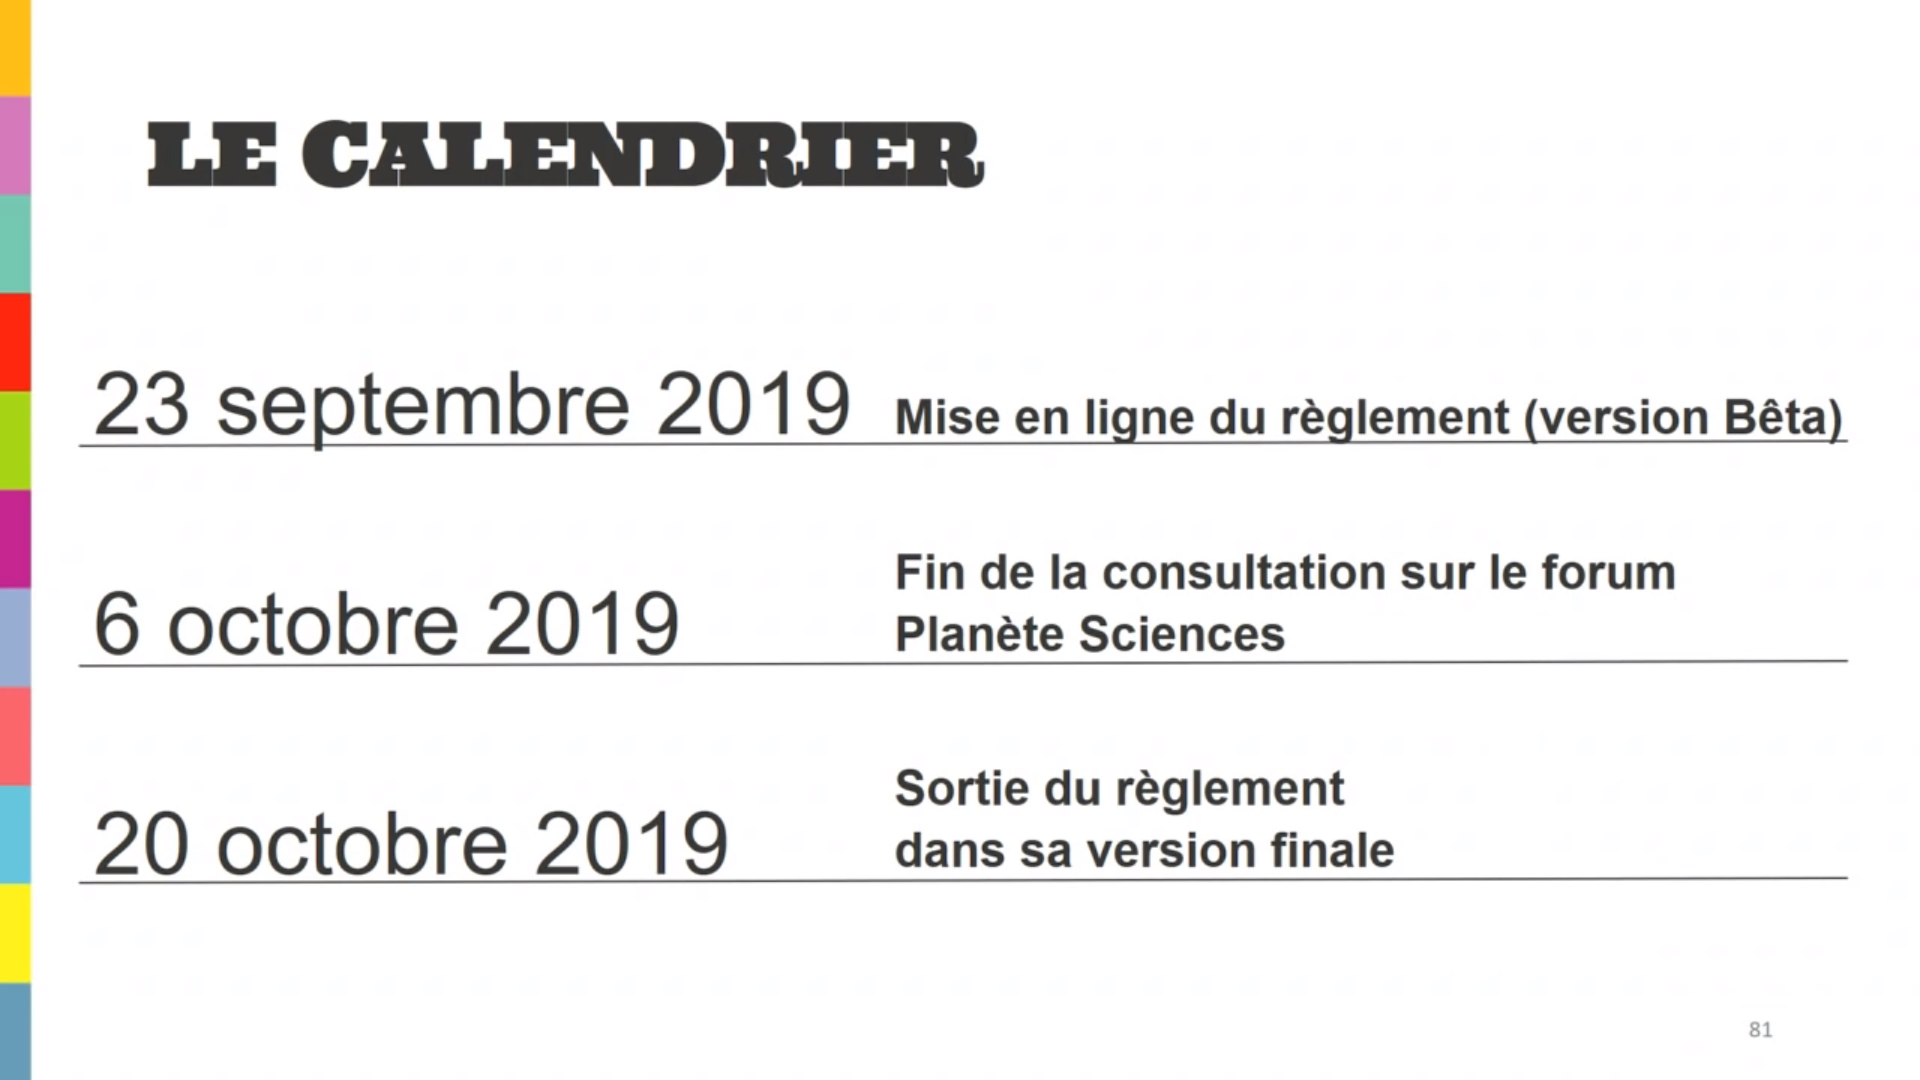 LE CALENDRIER
23 septembre 2019 Mise en ligne du règlement (version Bêta)
6 octobre 2019 Fin de la consultation sur le forum
Planète Sciences
20 octobre 2019 Sortie du règlement
dans sa version finale
81